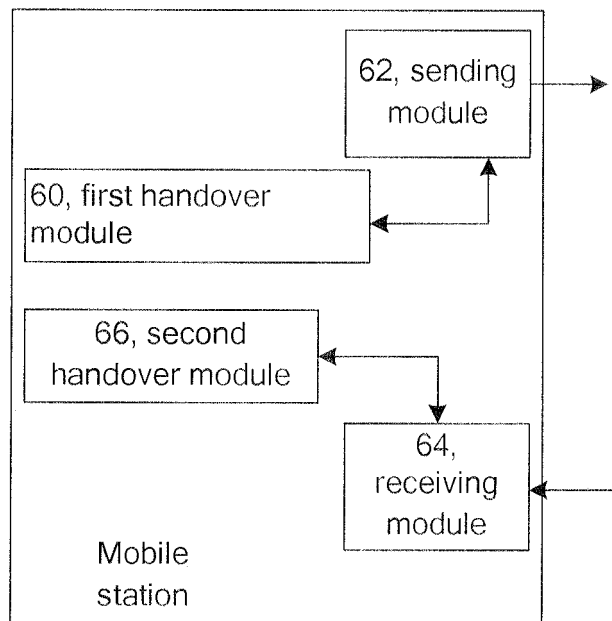 62, sending
module
60, first handover
module
66, second
handover module
64,
receiving
module
Mobile
station